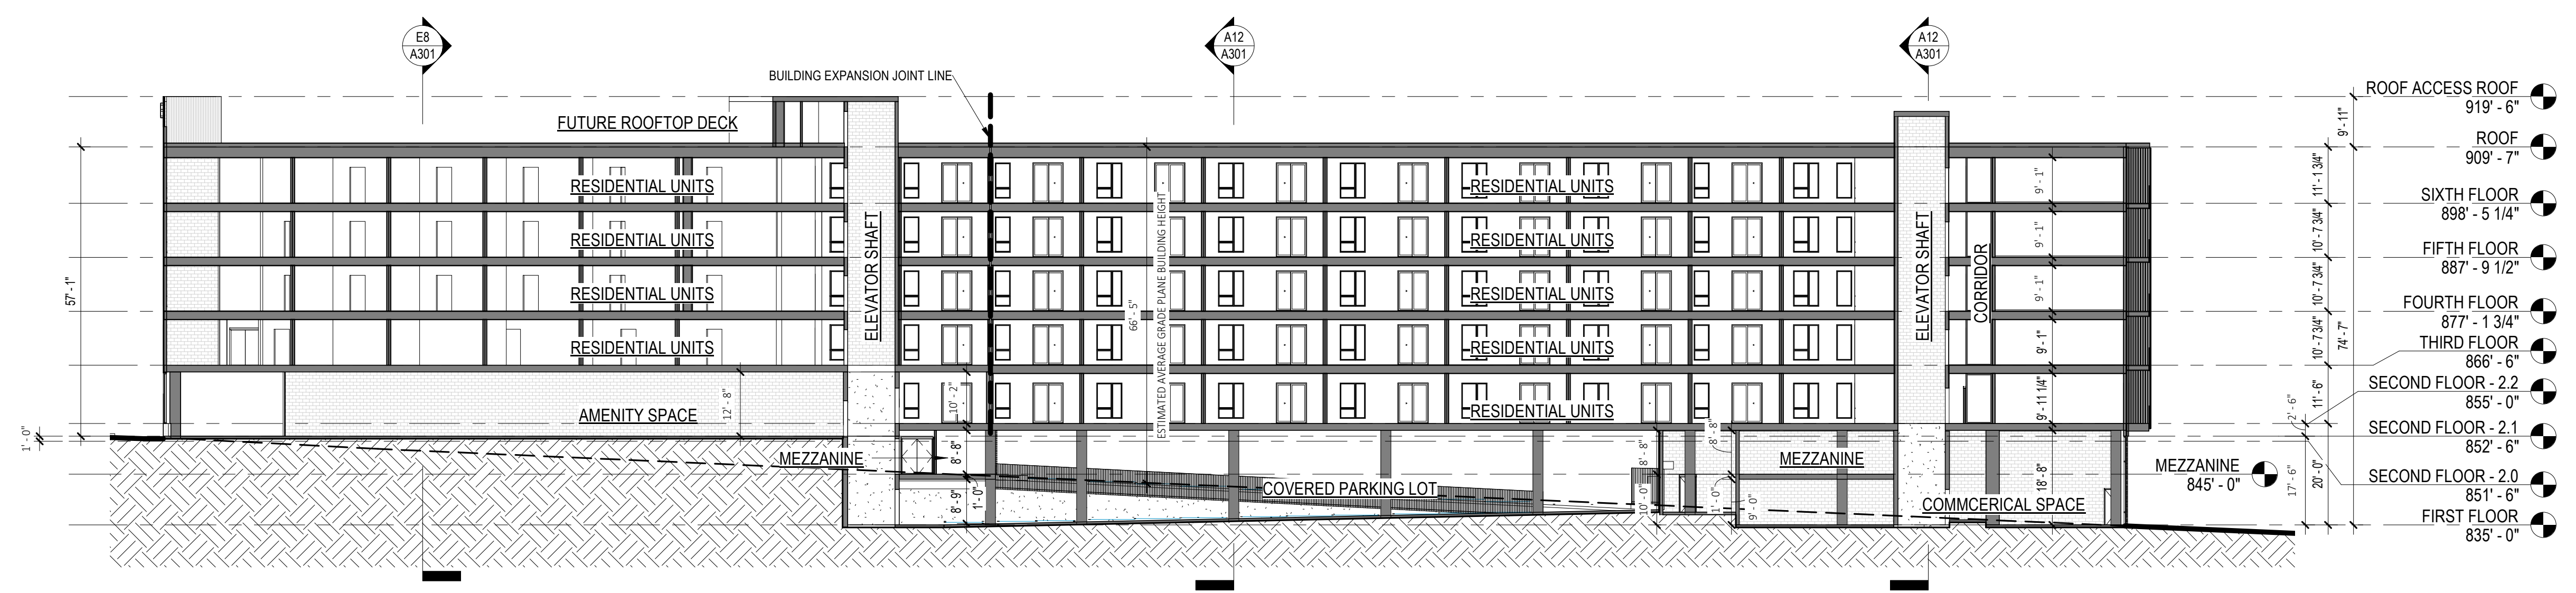 E8
A301
A12
A301
A12
A301
BUILDING EXPANSION JOINT LINE
FUTURE ROOFTOP DECK
ROOF ACCESS ROOF
919' - 6"
9' - 11"
ROOF
909' - 7"
RESIDENTIAL UNITS
RESIDENTIAL UNITS
9' - 1"
11' - 1 3/4"
SIXTH FLOOR
898' - 5 1/4"
RESIDENTIAL UNITS
RESIDENTIAL UNITS
9' - 1"
10' - 7 3/4"
FIFTH FLOOR
887' - 9 1/2"
RESIDENTIAL UNITS
RESIDENTIAL UNITS
9' - 1"
10' - 7 3/4"
FOURTH FLOOR
877' - 1 3/4"
RESIDENTIAL UNITS
RESIDENTIAL UNITS
9' - 1"
10' - 7 3/4"
THIRD FLOOR
866' - 6"
57' - 1"
ELEVATOR SHAFT
66' - 5"
ESTIMATED AVERAGE GRADE PLANE BUILDING HEIGHT
ELEVATOR SHAFT
CORRIDOR
74' - 7"
AMENITY SPACE
12' - 8"
10' - 2"
RESIDENTIAL UNITS
9' - 11 1/4"
11' - 6"
2' - 6"
SECOND FLOOR - 2.2
855' - 0"
SECOND FLOOR - 2.1
852' - 6"
SECOND FLOOR - 2.0
851' - 6"
FIRST FLOOR
835' - 0"
1' - 0"
MEZZANINE
8' - 8"
8' - 9"
1' - 0"
COVERED PARKING LOT
8' - 8"
10' - 0"
8' - 8"
1' - 0"
9' - 0"
MEZZANINE
18' - 8"
COMMCERICAL SPACE
MEZZANINE
845' - 0"
17' - 6"
20' - 0"